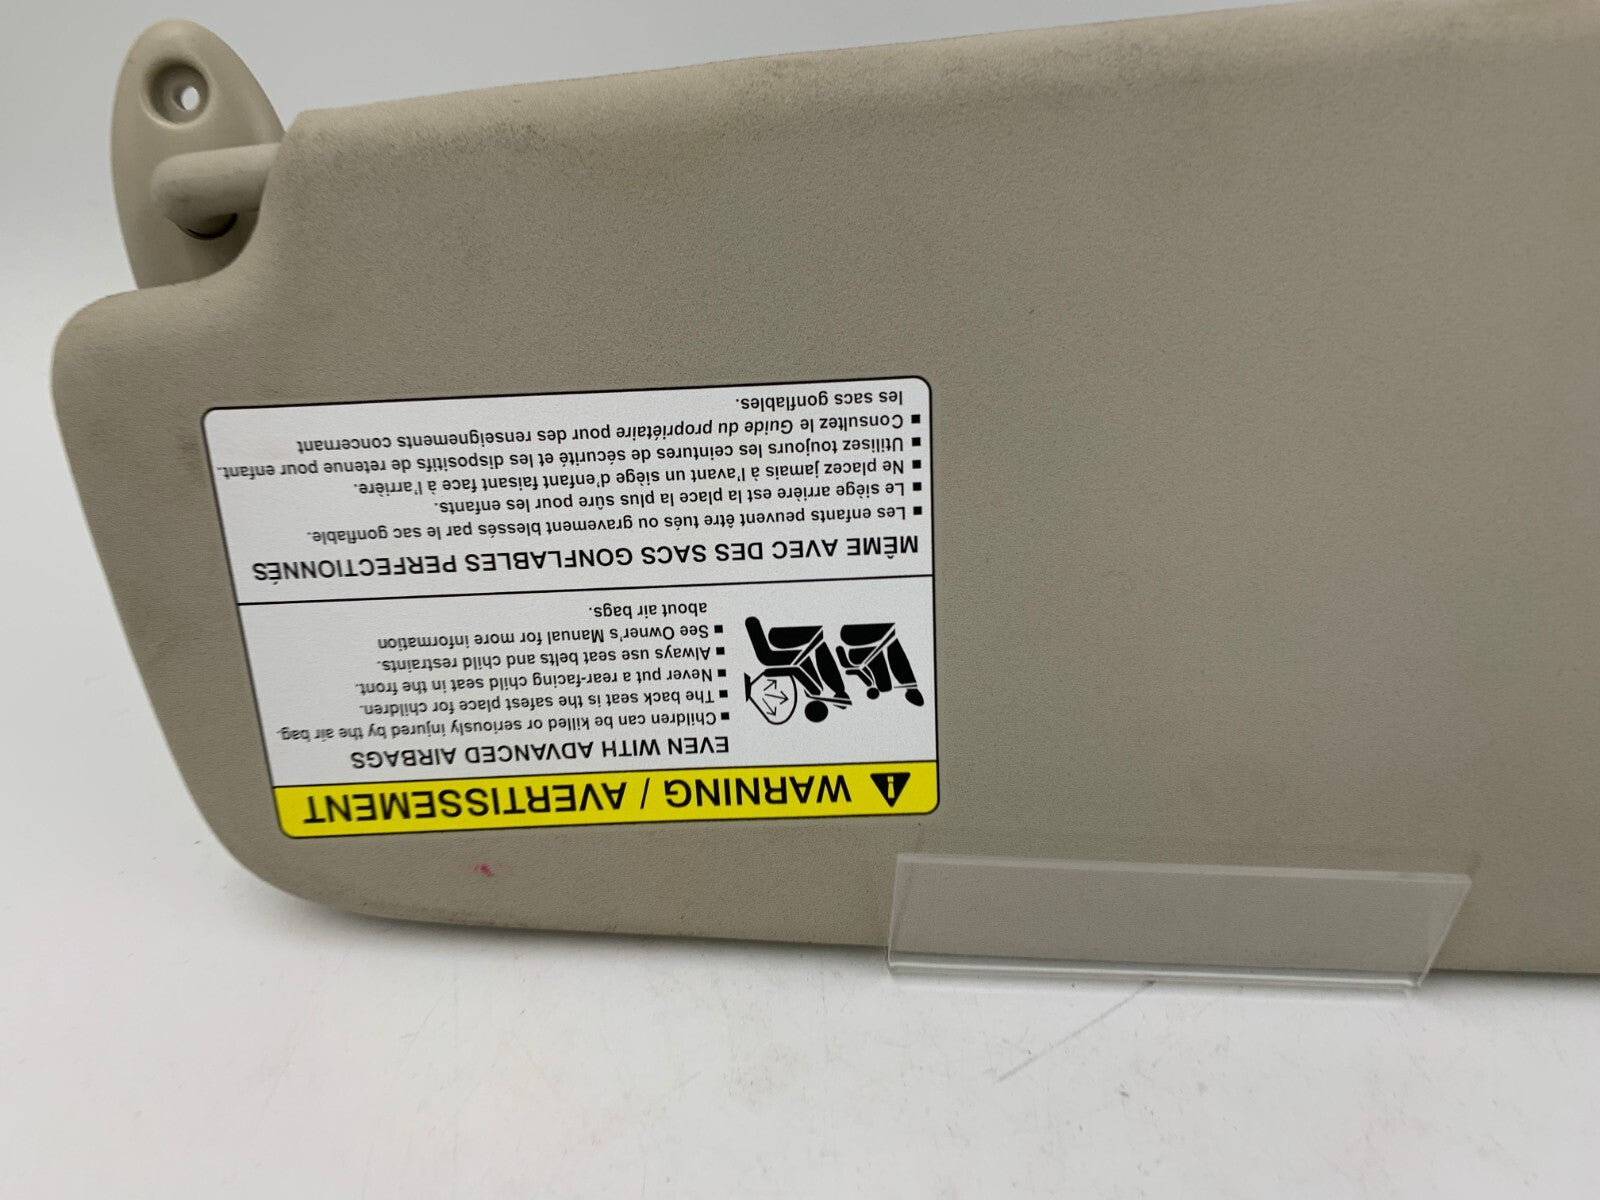 WARNING / AVERTISSEMENT
EVEN WITH ADVANCED AIRBAGS
▪ Children can be killed or seriously injured by the air bag.
▪ The back seat is the safest place for children.
▪ Never put a rear-facing child seat in the front.
▪ Always use seat belts and child restraints.
▪ See Owner's Manual for more information
about air bags.
MÊME AVEC DES SACS GONFLABLES PERFECTIONNÉS
▪ Les enfants peuvent être tués ou gravement blessés par le sac gonflable.
▪ Le siège arrière est la place la plus sûre pour les enfants.
▪ Ne placez jamais à l'avant un siège d'enfant faisant face à l'arrière.
▪ Utilisez toujours les ceintures de sécurité et les dispositifs de retenue pour enfant.
▪ Consultez le Guide du propriétaire pour des renseignements concernant
les sacs gonflables.